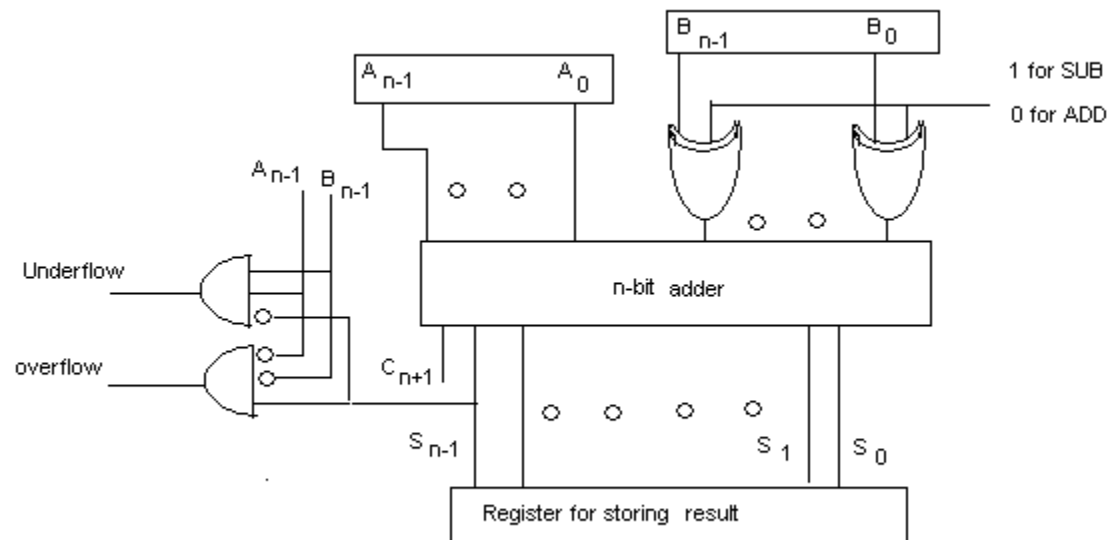 B n-1 B 0
A n-1 A 0
1 for SUB
0 for ADD
A n-1 B n-1
Underflow
n-bit adder
overflow
C n+1
S n-1 S 1 S 0
Register for storing result